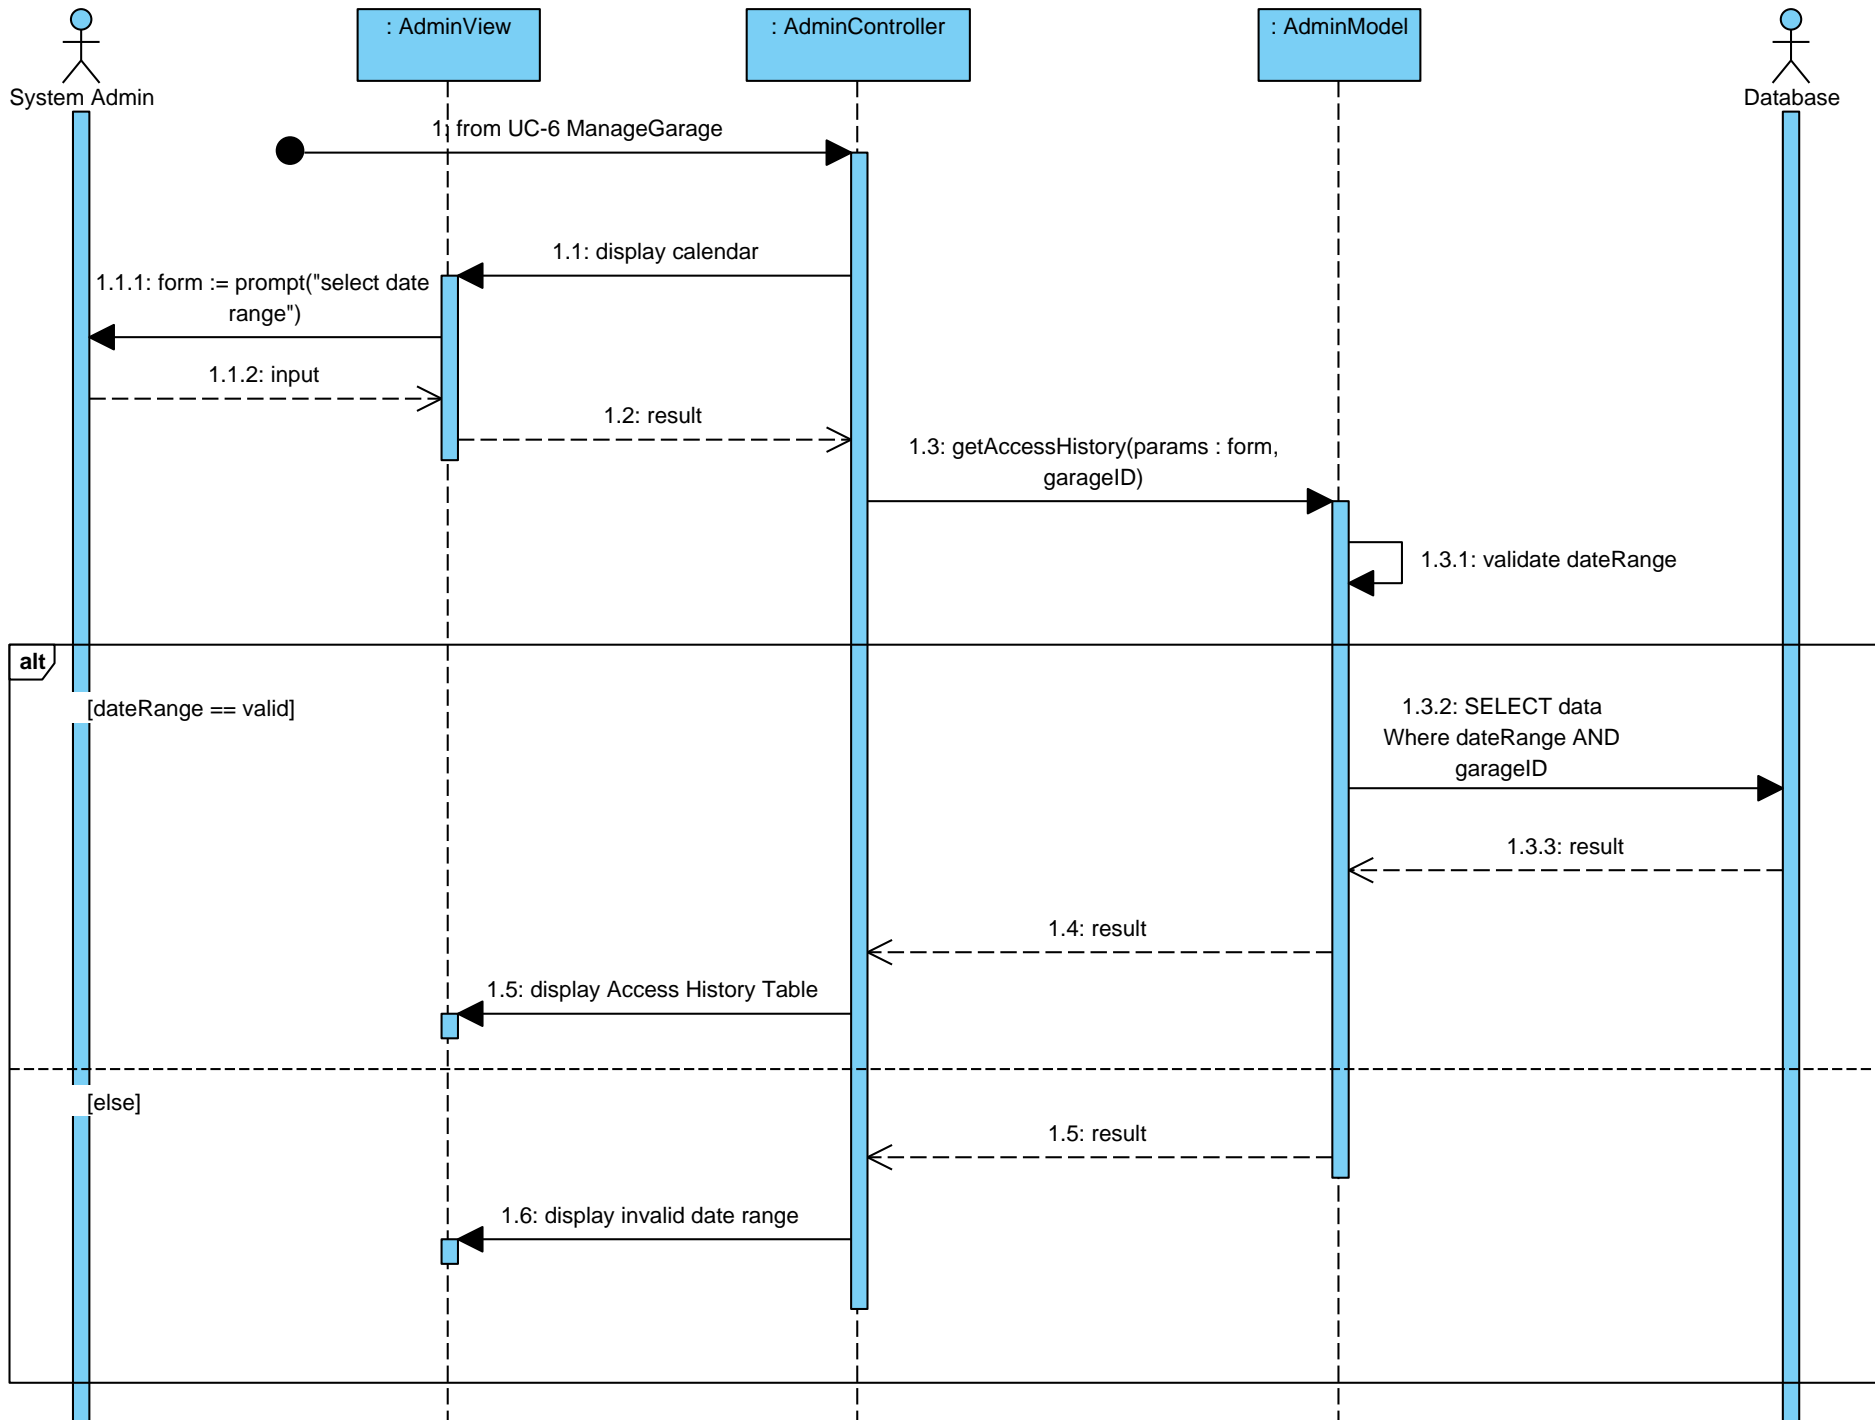 : AdminView
: AdminController
: AdminModel
System Admin
Database
1: from UC-6 ManageGarage
1.1: display calendar
1.1.1: form := prompt("select date
range")
1.1.2: input
1.2: result
1.3: getAccessHistory(params : form,
garageID)
1.3.1: validate dateRange
alt
[dateRange == valid]
1.3.2: SELECT data
Where dateRange AND
garageID
1.3.3: result
1.4: result
1.5: display Access History Table
[else]
1.5: result
1.6: display invalid date range